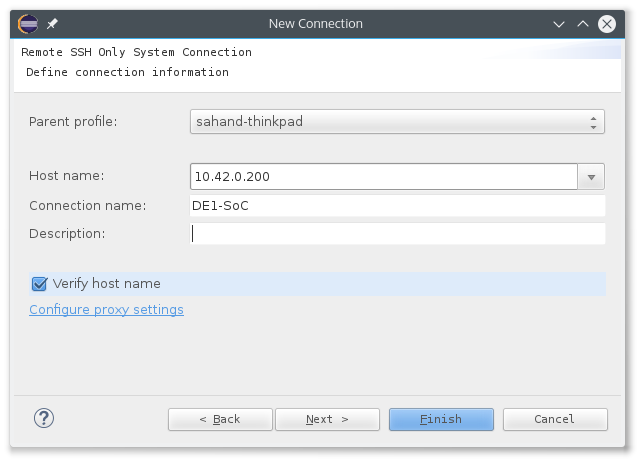 New Connection
Remote SSH Only System Connection
Define connection information
Parent profile: sahand-thinkpad
Host name: 10.42.0.200
Connection name: DE1-SoC
Description:
Verify host name
Configure proxy settings
? < Back Next > Finish Cancel